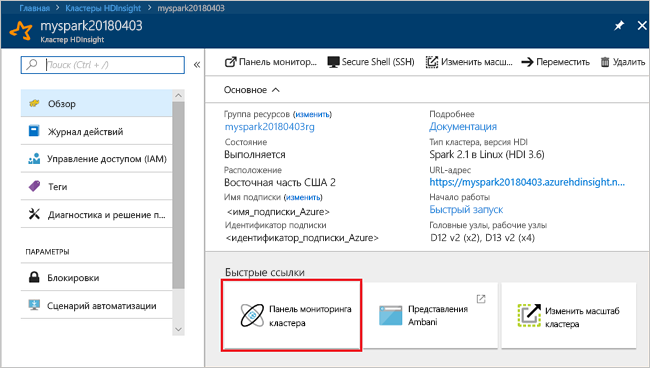 Главная > Кластеры HDInsight > myspark20180403
myspark20180403
Кластер HDInsight
Поиск (Ctrl + /)
Обзор
Журнал действий
Управление доступом (IAM)
Теги
Диагностика и решение п...
ПАРАМЕТРЫ
Блокировки
Сценарий автоматизации
Панель монитор... Secure Shell (SSH) Изменить масш... Переместить Удалить
Основное
Группа ресурсов (изменить)
myspark20180403rg
Состояние
Выполняется
Расположение
Восточная часть США 2
Имя подписки (изменить)
<имя_подписки_Azure>
Идентификатор подписки
<идентификатор_подписки_Azure>
Подробнее
Документация
Тип кластера, версия HDI
Spark 2.1 в Linux (HDI 3.6)
URL-адрес
https://myspark20180403.azurehdinsight.n...
Начало работы
Быстрый запуск
Головные узлы, рабочие узлы
D12 v2 (x2), D13 v2 (x4)
Быстрые ссылки
Панель мониторинга
кластера
Представления
Ambani
Изменить масштаб
кластера